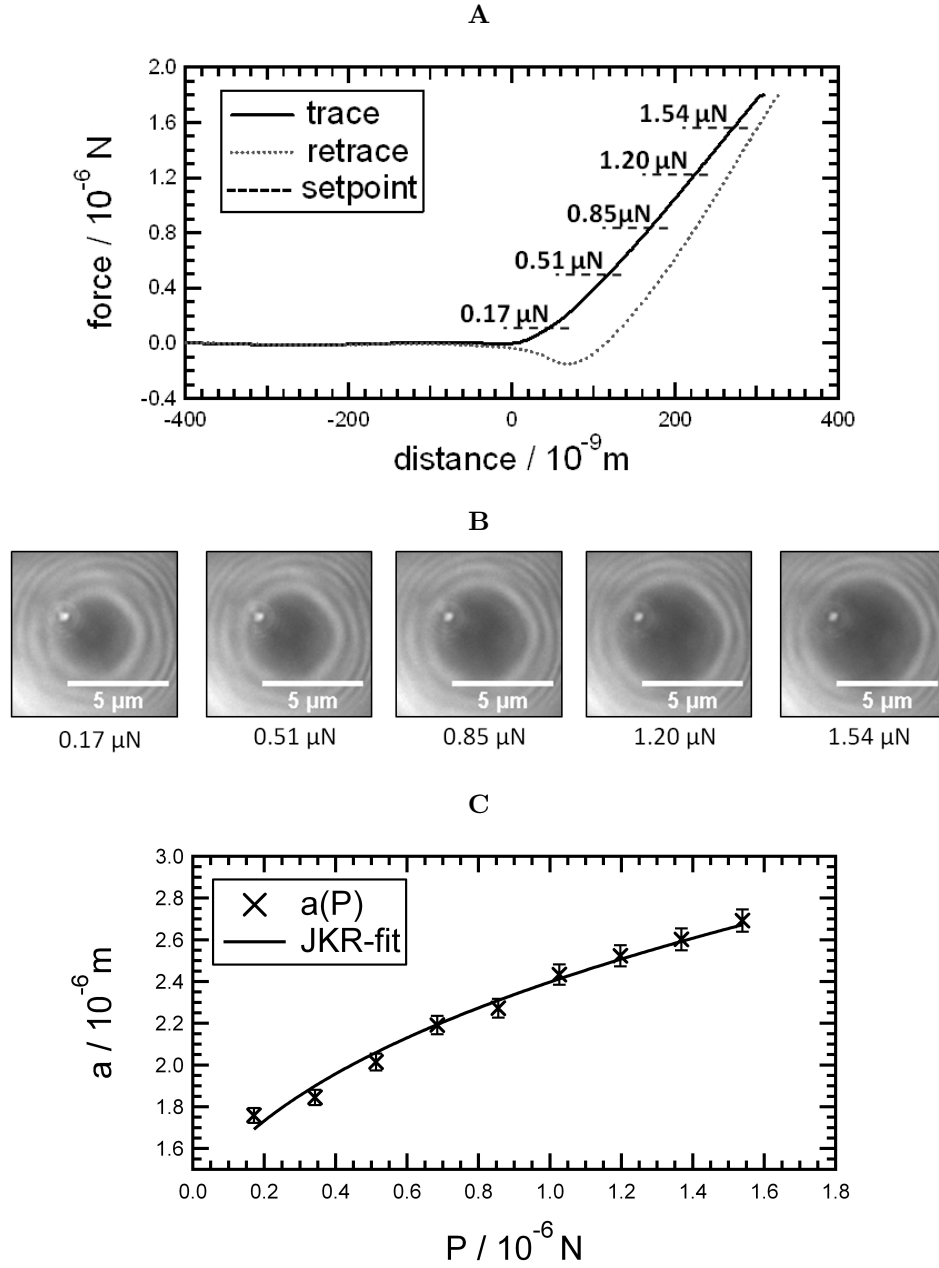 A
2.0
1.6
1.2
0.8
0.4
0.0
-0.4
force / 10⁻⁶ N
trace
retrace
setpoint
1.54 µN
1.20 µN
0.85µN
0.51 µN
0.17 µN
-400
-200
0
200
400
distance / 10⁻⁹m
B
5 µm
5 µm
5 µm
5 µm
5 µm
0.17 µN
0.51 µN
0.85 µN
1.20 µN
1.54 µN
C
3.0
2.8
2.6
2.4
2.2
2.0
1.8
1.6
a / 10⁻⁶m
a(P)
JKR-fit
0.0
0.2
0.4
0.6
0.8
1.0
1.2
1.4
1.6
1.8
P / 10⁻⁶ N